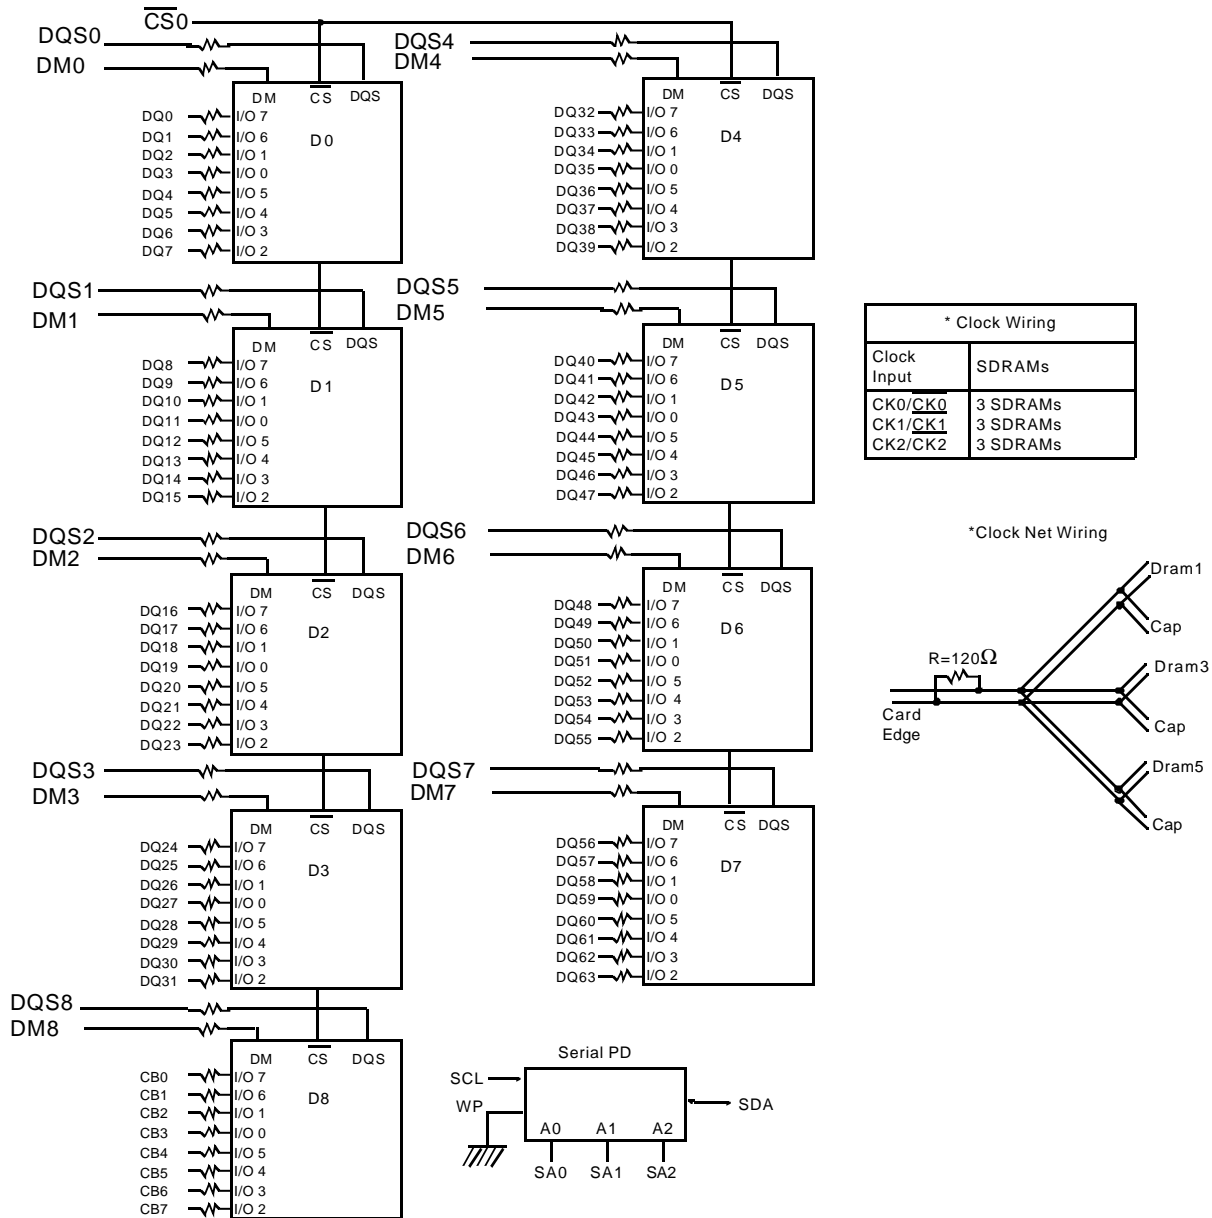 CS0
DQS0
DM0
DM CS DQS
D0
DQ0 I/O 7
DQ1 I/O 6
DQ2 I/O 1
DQ3 I/O 0
DQ4 I/O 5
DQ5 I/O 4
DQ6 I/O 3
DQ7 I/O 2
DQS1
DM1
DM CS DQS
D1
DQ8 I/O 7
DQ9 I/O 6
DQ10 I/O 1
DQ11 I/O 0
DQ12 I/O 5
DQ13 I/O 4
DQ14 I/O 3
DQ15 I/O 2
DQS2
DM2
DM CS DQS
D2
DQ16 I/O 7
DQ17 I/O 6
DQ18 I/O 1
DQ19 I/O 0
DQ20 I/O 5
DQ21 I/O 4
DQ22 I/O 3
DQ23 I/O 2
DQS3
DM3
DM CS DQS
D3
DQ24 I/O 7
DQ25 I/O 6
DQ26 I/O 1
DQ27 I/O 0
DQ28 I/O 5
DQ29 I/O 4
DQ30 I/O 3
DQ31 I/O 2
DQS8
DM8
DM CS DQS
D8
CB0 I/O 7
CB1 I/O 6
CB2 I/O 1
CB3 I/O 0
CB4 I/O 5
CB5 I/O 4
CB6 I/O 3
CB7 I/O 2
DQS4
DM4
DM CS DQS
D4
DQ32 I/O 7
DQ33 I/O 6
DQ34 I/O 1
DQ35 I/O 0
DQ36 I/O 5
DQ37 I/O 4
DQ38 I/O 3
DQ39 I/O 2
DQS5
DM5
DM CS DQS
D5
DQ40 I/O 7
DQ41 I/O 6
DQ42 I/O 1
DQ43 I/O 0
DQ44 I/O 5
DQ45 I/O 4
DQ46 I/O 3
DQ47 I/O 2
DQS6
DM6
DM CS DQS
D6
DQ48 I/O 7
DQ49 I/O 6
DQ50 I/O 1
DQ51 I/O 0
DQ52 I/O 5
DQ53 I/O 4
DQ54 I/O 3
DQ55 I/O 2
DQS7
DM7
DM CS DQS
D7
DQ56 I/O 7
DQ57 I/O 6
DQ58 I/O 1
DQ59 I/O 0
DQ60 I/O 5
DQ61 I/O 4
DQ62 I/O 3
DQ63 I/O 2
Serial PD
SCL
WP
SDA
A0 A1 A2
SA0 SA1 SA2
* Clock Wiring
Clock Input SDRAMs
CK0/CK0 3 SDRAMs
CK1/CK1 3 SDRAMs
CK2/CK2 3 SDRAMs
*Clock Net Wiring
Dram1
Cap
R=120Ω
Dram3
Card
Edge
Cap
Dram5
Cap